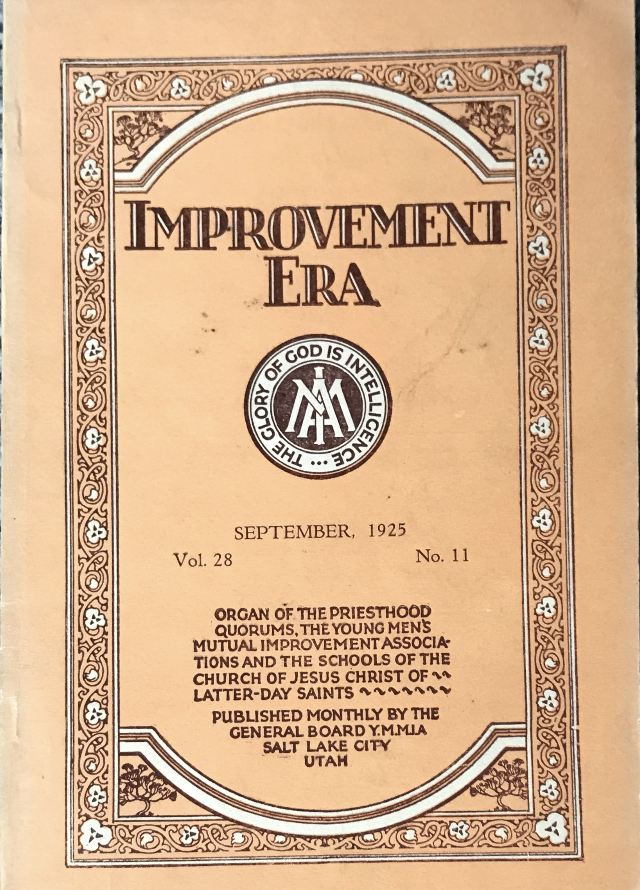 IMPROVEMENT
ERA
THE GLORY OF GOD IS INTELLIGENCE ...
MIA
SEPTEMBER, 1925
Vol. 28 No. 11
ORGAN OF THE PRIESTHOOD
QUORUMS, THE YOUNG MEN'S
MUTUAL IMPROVEMENT ASSOCIA-
TIONS AND THE SCHOOLS OF THE
CHURCH OF JESUS CHRIST OF
LATTER-DAY SAINTS
PUBLISHED MONTHLY BY THE
GENERAL BOARD Y.M.M.I.A
SALT LAKE CITY
UTAH